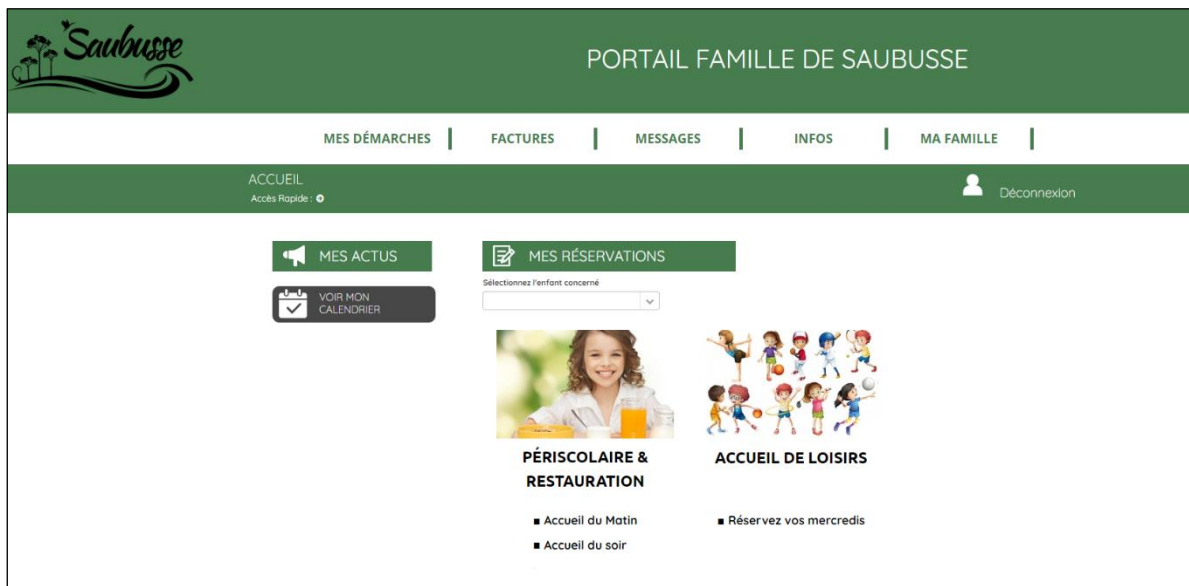 Saubusse
PORTAIL FAMILLE DE SAUBUSSE
MES DÉMARCHES
FACTURES
MESSAGES
INFOS
MA FAMILLE
ACCUEIL
Accès Rapide :
Déconnexion
MES ACTUS
VOIR MON
CALENDRIER
MES RÉSERVATIONS
Sélectionnez l'enfant concerné
PÉRISCOLAIRE &
RESTAURATION
■ Accueil du Matin
■ Accueil du soir
ACCUEIL DE LOISIRS
■ Réservez vos mercredis